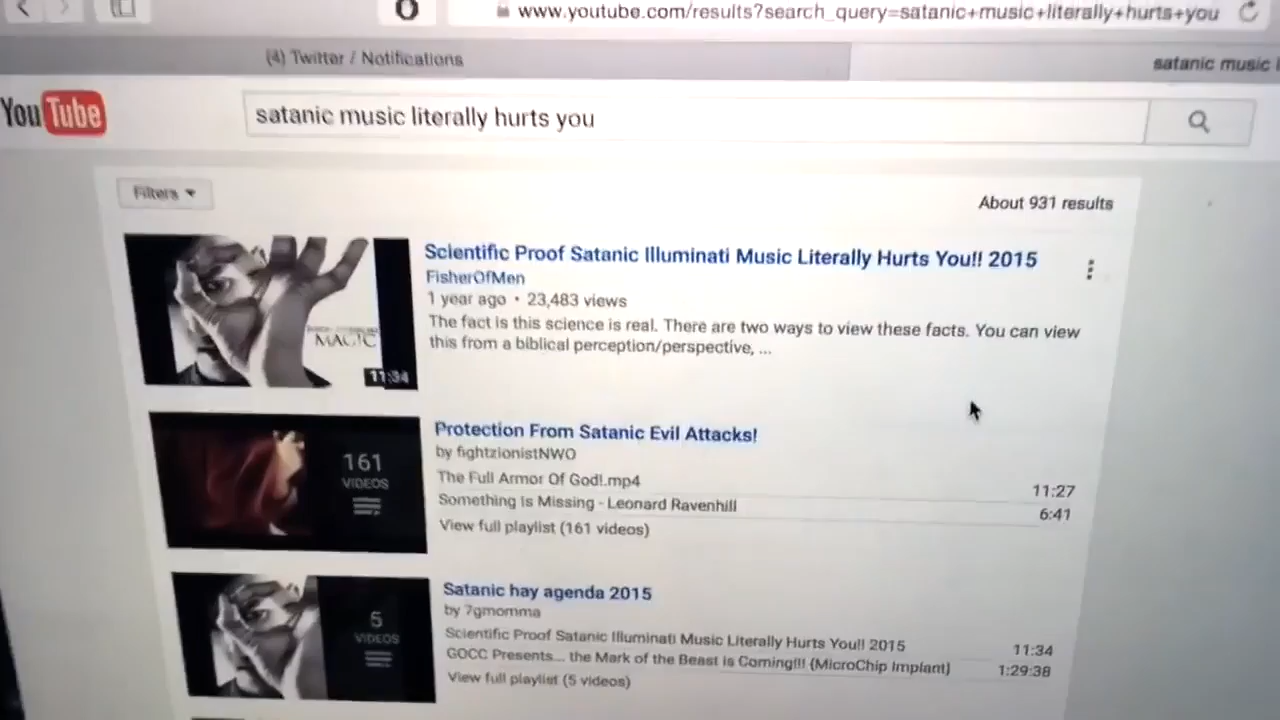 www.youtube.com/results?search_query=satanic+music+literally+hurts+you
(4) Twitter / Notifications
satanic music l
YouTube
satanic music literally hurts you
Filters
About 931 results
Scientific Proof Satanic Illuminati Music Literally Hurts You!! 2015
FisherOfMen
1 year ago • 23,483 views
The fact is this science is real. There are two ways to view these facts. You can view
this from a biblical perception/perspective, ...
MAGIC
11:34
Protection From Satanic Evil Attacks!
by fightzionistNWO
The Full Armor Of God!.mp4 11:27
Something Is Missing - Leonard Ravenhill 6:41
View full playlist (161 videos)
161
VIDEOS
Satanic hay agenda 2015
by 7gmomma
Scientific Proof Satanic Illuminati Music Literally Hurts You!! 2015 11:34
GOCC Presents... the Mark of the Beast is Coming!!! (MicroChip Implant) 1:29:38
View full playlist (5 videos)
5
VIDEOS